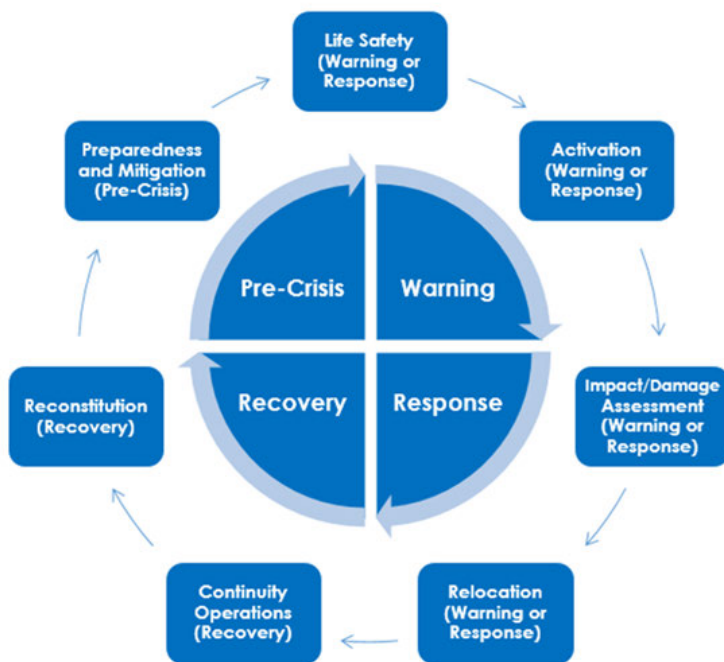 Life Safety
(Warning or
Response)
Activation
(Warning or
Response)
Impact/Damage
Assessment
(Warning or
Response)
Relocation
(Warning or
Response)
Continuity
Operations
(Recovery)
Reconstitution
(Recovery)
Preparedness
and Mitigation
(Pre-Crisis)
Pre-Crisis
Warning
Recovery
Response